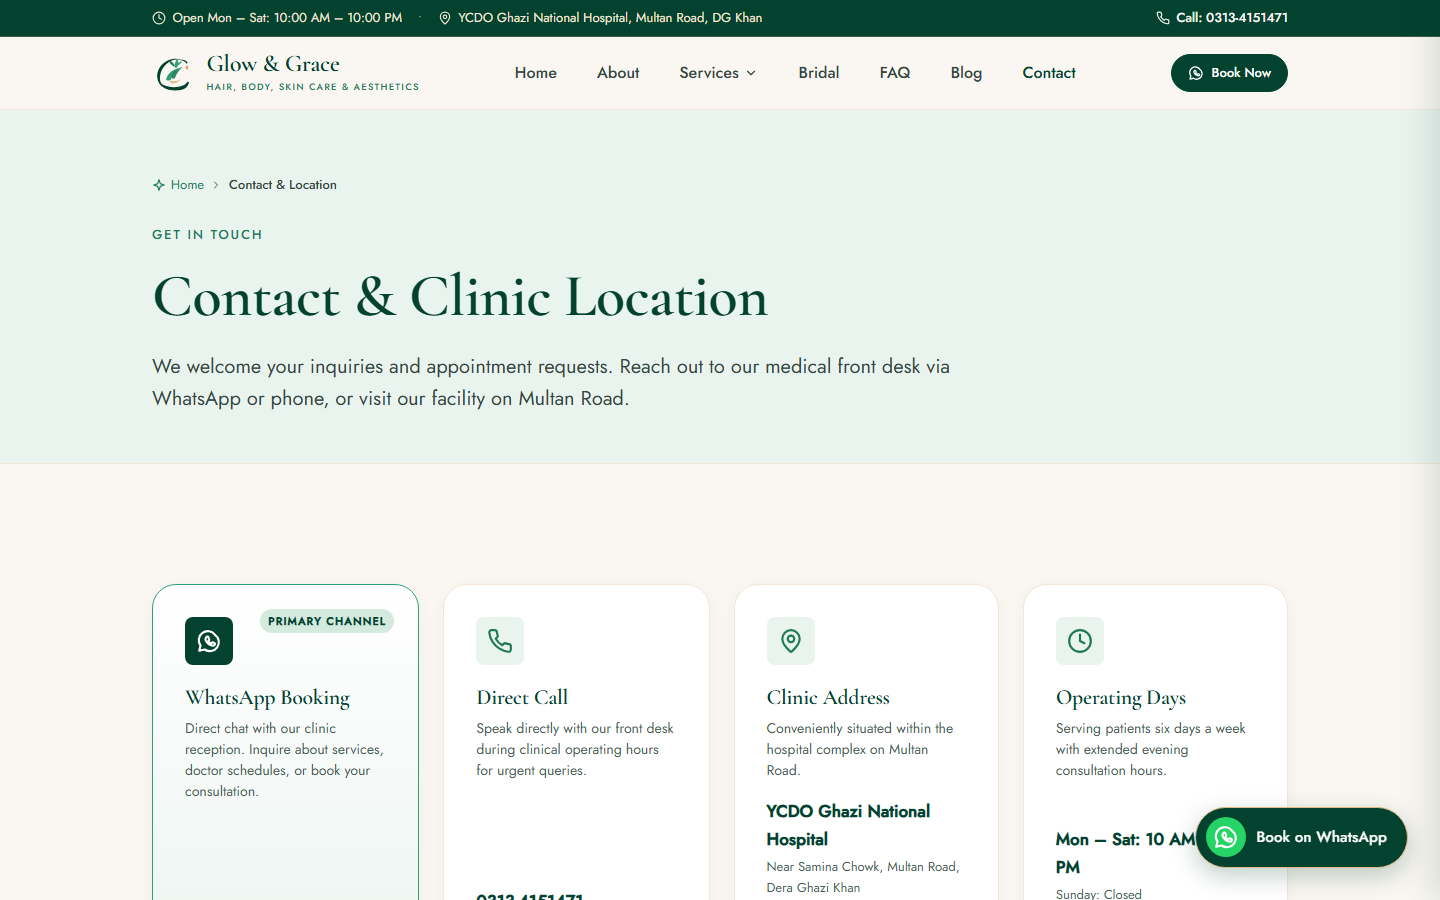 Open Mon – Sat: 10:00 AM – 10:00 PM · YCDO Ghazi National Hospital, Multan Road, DG Khan Call: 0313-4151471
Glow & Grace
HAIR, BODY, SKIN CARE & AESTHETICS
Home About Services Bridal FAQ Blog Contact Book Now
Home > Contact & Location
GET IN TOUCH
Contact & Clinic Location
We welcome your inquiries and appointment requests. Reach out to our medical front desk via
WhatsApp or phone, or visit our facility on Multan Road.
PRIMARY CHANNEL
WhatsApp Booking
Direct chat with our clinic
reception. Inquire about services,
doctor schedules, or book your
consultation.
Direct Call
Speak directly with our front desk
during clinical operating hours
for urgent queries.
0313-4151471
Clinic Address
Conveniently situated within the
hospital complex on Multan
Road.
YCDO Ghazi National
Hospital
Near Samina Chowk, Multan Road,
Dera Ghazi Khan
Operating Days
Serving patients six days a week
with extended evening
consultation hours.
Mon – Sat: 10 AM
PM
Sunday: Closed
Book on WhatsApp